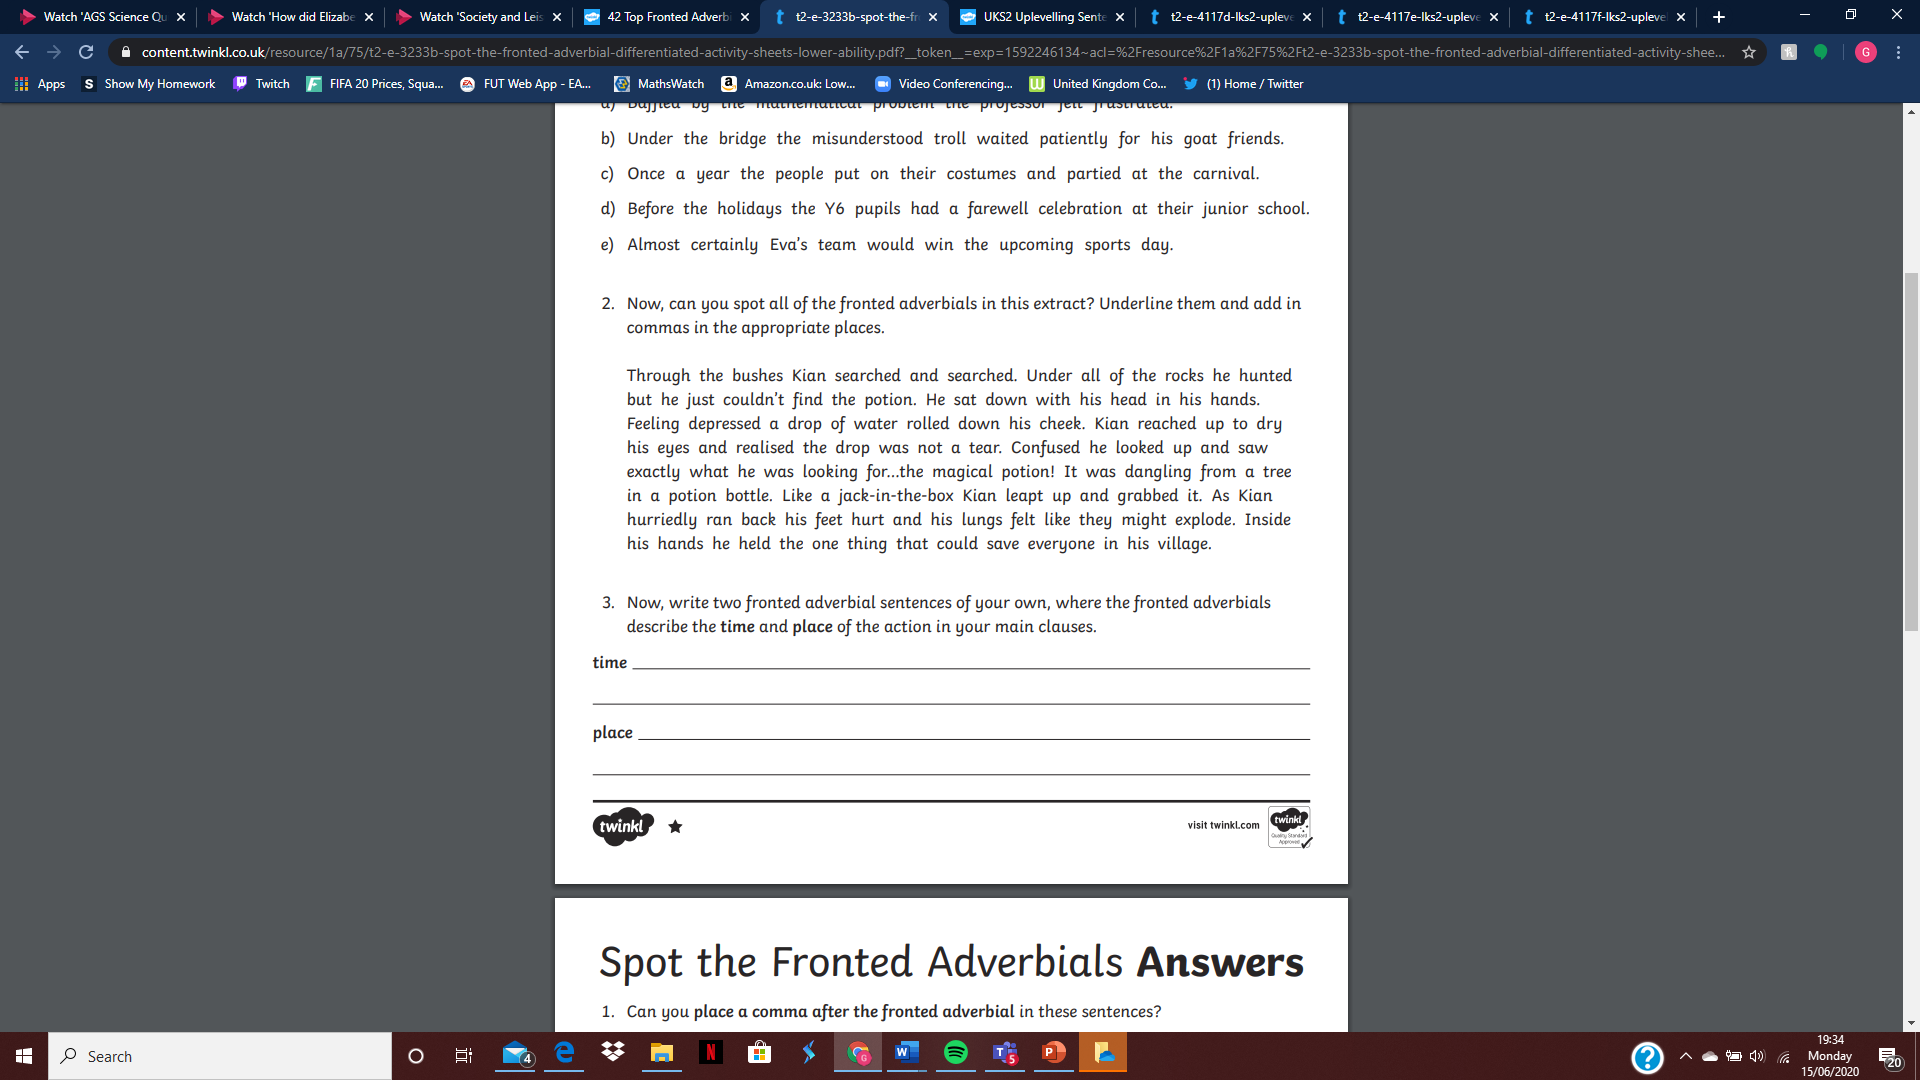 Watch 'AGS Science Qu
Watch 'How did Elizabe
Watch 'Society and Leis
42 Top Fronted Adverbi
t2-e-3233b-spot-the-fr
UKS2 Uplevelling Sente
t2-e-4117d-lks2-upleve
t2-e-4117e-lks2-upleve
t2-e-4117f-lks2-upleve
content.twinkl.co.uk/resource/1a/75/t2-e-3233b-spot-the-fronted-adverbial-differentiated-activity-sheets-lower-ability.pdf?__token__=exp=1592246134~acl=%2Fresource%2F1a%2F75%2Ft2-e-3233b-spot-the-fronted-adverbial-differentiated-activity-shee...
G
Apps
S Show My Homework
Twitch
FIFA 20 Prices, Squa...
FUT Web App - EA...
MathsWatch
Amazon.co.uk: Low...
Video Conferencing...
United Kingdom Co...
(1) Home / Twitter
a) Baffled by the mathematical problem the professor felt frustrated.
b) Under the bridge the misunderstood troll waited patiently for his goat friends.
c) Once a year the people put on their costumes and partied at the carnival.
d) Before the holidays the Y6 pupils had a farewell celebration at their junior school.
e) Almost certainly Eva's team would win the upcoming sports day.
2. Now, can you spot all of the fronted adverbials in this extract? Underline them and add in
commas in the appropriate places.
Through the bushes Kian searched and searched. Under all of the rocks he hunted
but he just couldn't find the potion. He sat down with his head in his hands.
Feeling depressed a drop of water rolled down his cheek. Kian reached up to dry
his eyes and realised the drop was not a tear. Confused he looked up and saw
exactly what he was looking for...the magical potion! It was dangling from a tree
in a potion bottle. Like a jack-in-the-box Kian leapt up and grabbed it. As Kian
hurriedly ran back his feet hurt and his lungs felt like they might explode. Inside
his hands he held the one thing that could save everyone in his village.
3. Now, write two fronted adverbial sentences of your own, where the fronted adverbials
describe the time and place of the action in your main clauses.
time
place
twinkl
visit twinkl.com
twinkl
Quality Standard
Approved
Spot the Fronted Adverbials Answers
1. Can you place a comma after the fronted adverbial in these sentences?
Search
4
G
5
19:34
Monday
15/06/2020
20